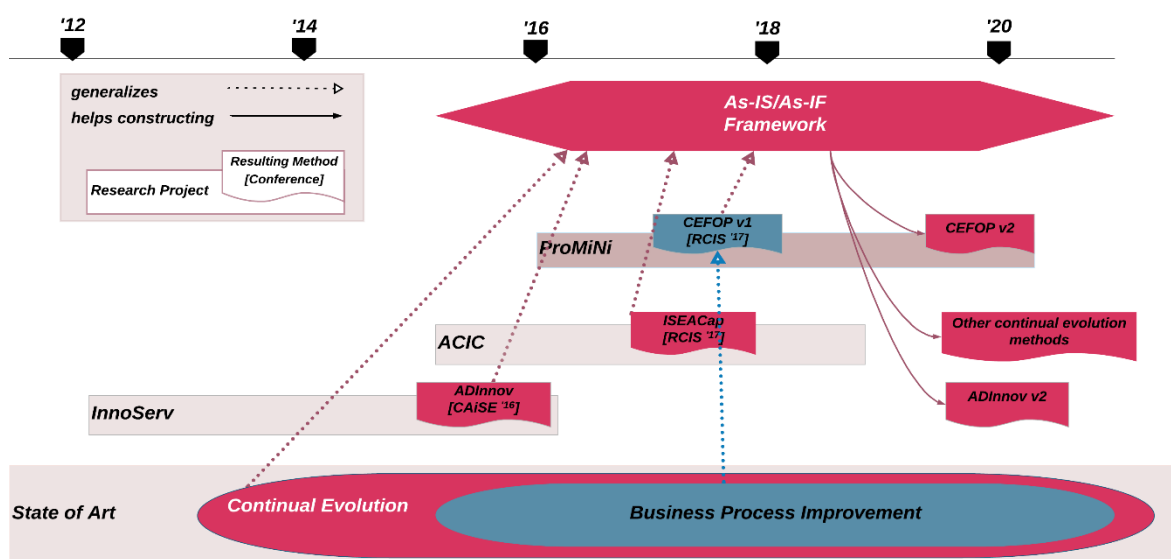 '12
'14
'16
'18
'20
generalizes
helps constructing
Resulting Method
[Conference]
Research Project
As-IS/As-IF
Framework
CEFOP v1
[RCIS '17]
ProMiNi
CEFOP v2
ISEACap
[RCIS '17]
ACIC
Other continual evolution
methods
ADInnov
[CAiSE '16]
InnoServ
ADInnov v2
Continual Evolution
State of Art
Business Process Improvement